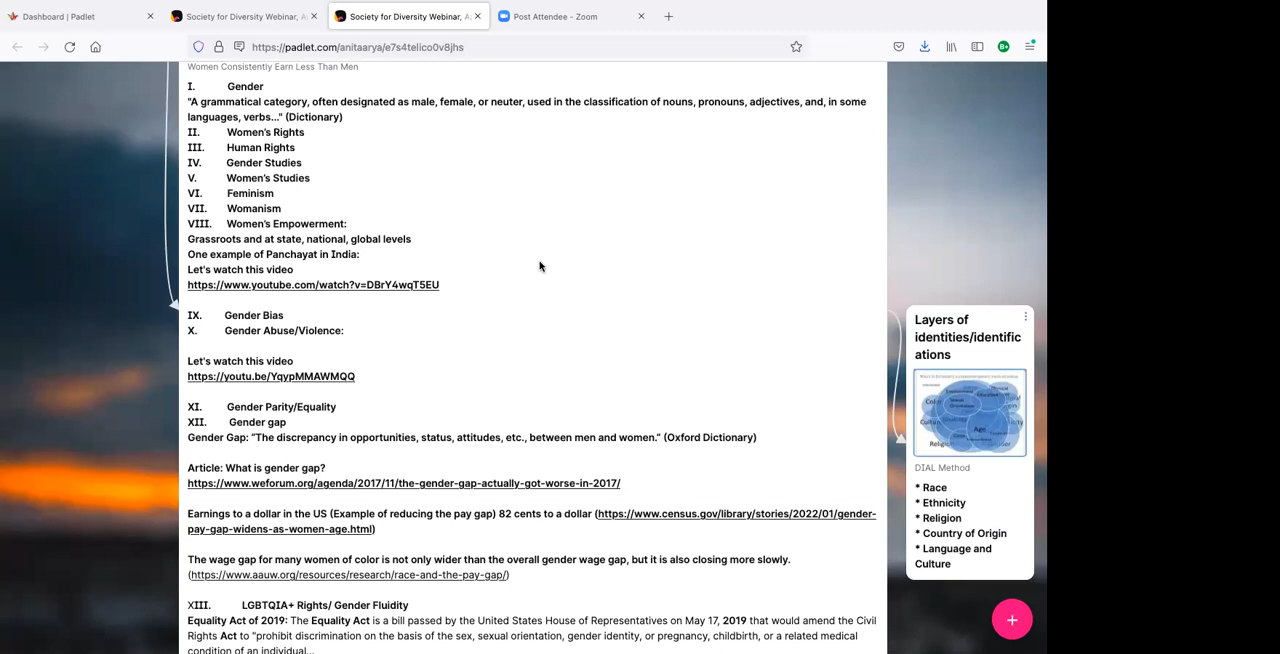 Dashboard | Padlet
Society for Diversity Webinar, A
Society for Diversity Webinar, A
Post Attendee - Zoom
https://padlet.com/anitaarya/e7s4telico0v8jhs
Women Consistently Earn Less Than Men
I. Gender
"A grammatical category, often designated as male, female, or neuter, used in the classification of nouns, pronouns, adjectives, and, in some
languages, verbs..." (Dictionary)
II. Women's Rights
III. Human Rights
IV. Gender Studies
V. Women's Studies
VI. Feminism
VII. Womanism
VIII. Women's Empowerment:
Grassroots and at state, national, global levels
One example of Panchayat in India:
Let's watch this video
https://www.youtube.com/watch?v=DBrY4wqT5EU
IX. Gender Bias
X. Gender Abuse/Violence:
Let's watch this video
https://youtu.be/YqypMMAWMQQ
XI. Gender Parity/Equality
XII. Gender gap
Gender Gap: "The discrepancy in opportunities, status, attitudes, etc., between men and women." (Oxford Dictionary)
Article: What is gender gap?
https://www.weforum.org/agenda/2017/11/the-gender-gap-actually-got-worse-in-2017/
Earnings to a dollar in the US (Example of reducing the pay gap) 82 cents to a dollar (https://www.census.gov/library/stories/2022/01/gender-
pay-gap-widens-as-women-age.html)
The wage gap for many women of color is not only wider than the overall gender wage gap, but it is also closing more slowly.
(https://www.aauw.org/resources/research/race-and-the-pay-gap/)
XIII. LGBTQIA+ Rights/ Gender Fluidity
Equality Act of 2019: The Equality Act is a bill passed by the United States House of Representatives on May 17, 2019 that would amend the Civil
Rights Act to "prohibit discrimination on the basis of the sex, sexual orientation, gender identity, or pregnancy, childbirth, or a related medical
condition of an individual...
Layers of
identities/identific
ations
Age
Religion
DIAL Method
* Race
* Ethnicity
* Religion
* Country of Origin
* Language and
Culture